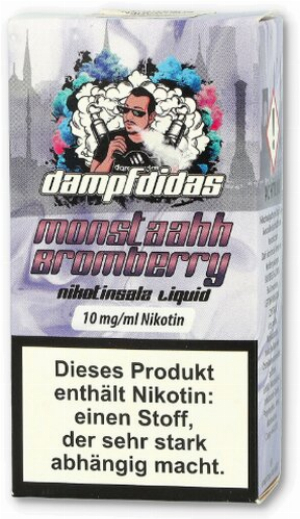 dampfdidas
monstaahh
Bromberry
nikotinsalz Liquid
10 mg/ml Nikotin
Dieses Produkt
enthält Nikotin:
einen Stoff,
der sehr stark
abhängig macht.